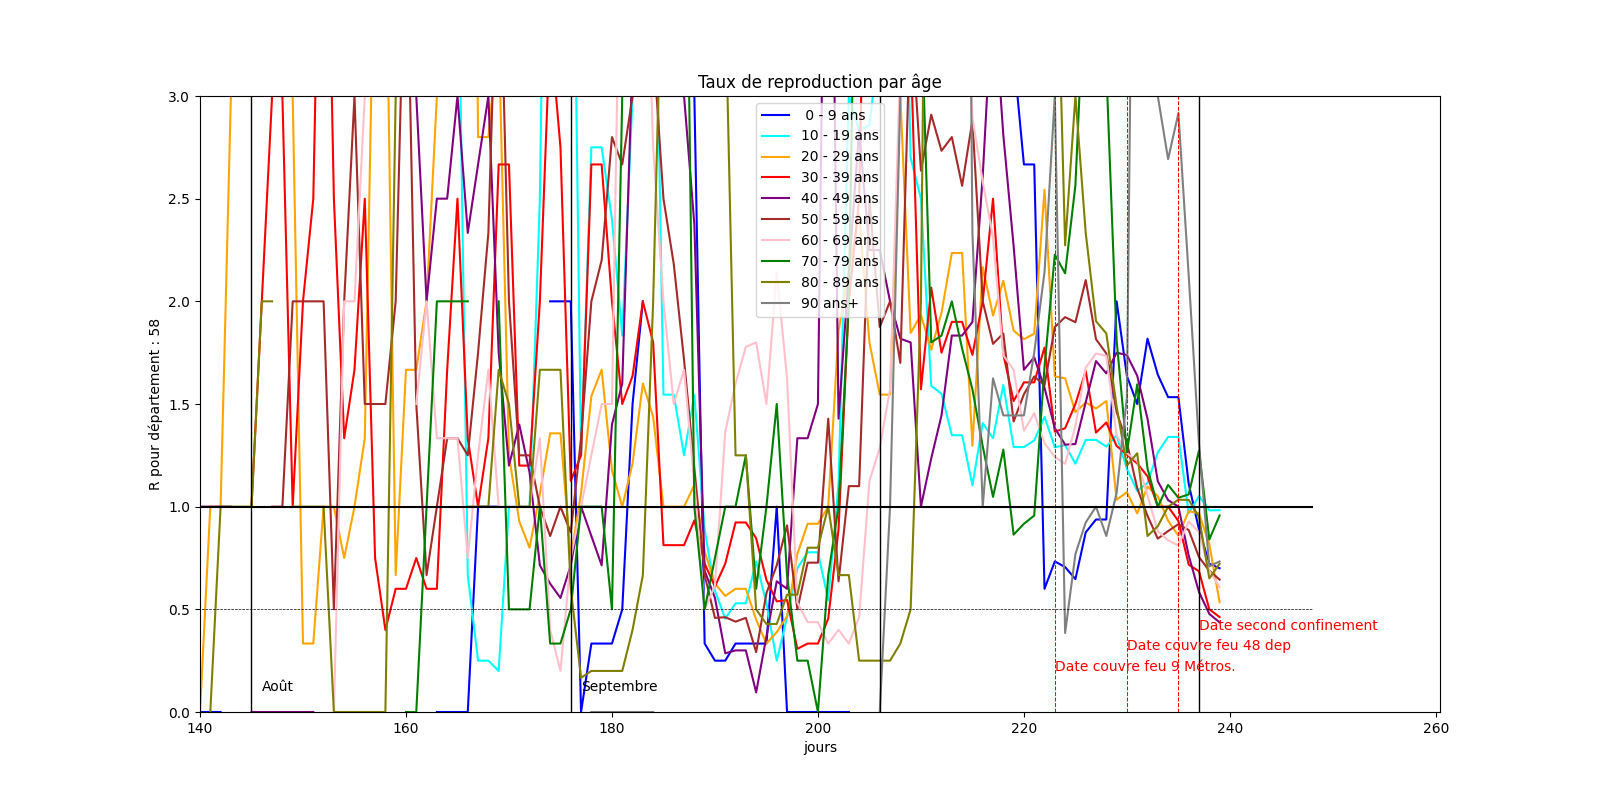 Taux de reproduction par âge
R pour département : 58
3.0
2.5
2.0
1.5
1.0
0.5
0.0
0 - 9 ans
10 - 19 ans
20 - 29 ans
30 - 39 ans
40 - 49 ans
50 - 59 ans
60 - 69 ans
70 - 79 ans
80 - 89 ans
90 ans+
Date second confinement
Date couvre feu 48 dep
Date couvre feu 9 Métros.
Août
Septembre
140
160
180
200
220
240
260
jours